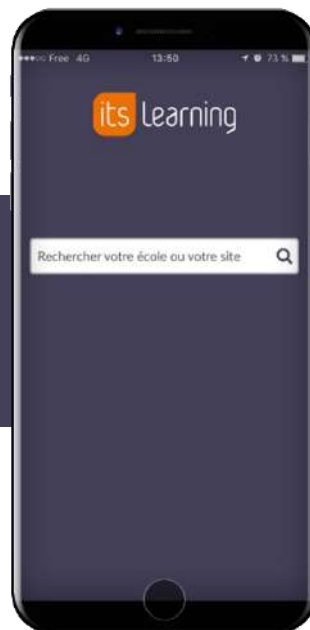 ●●●○○ Free 4G 13:50 73 %
its learning
Rechercher votre école ou votre site